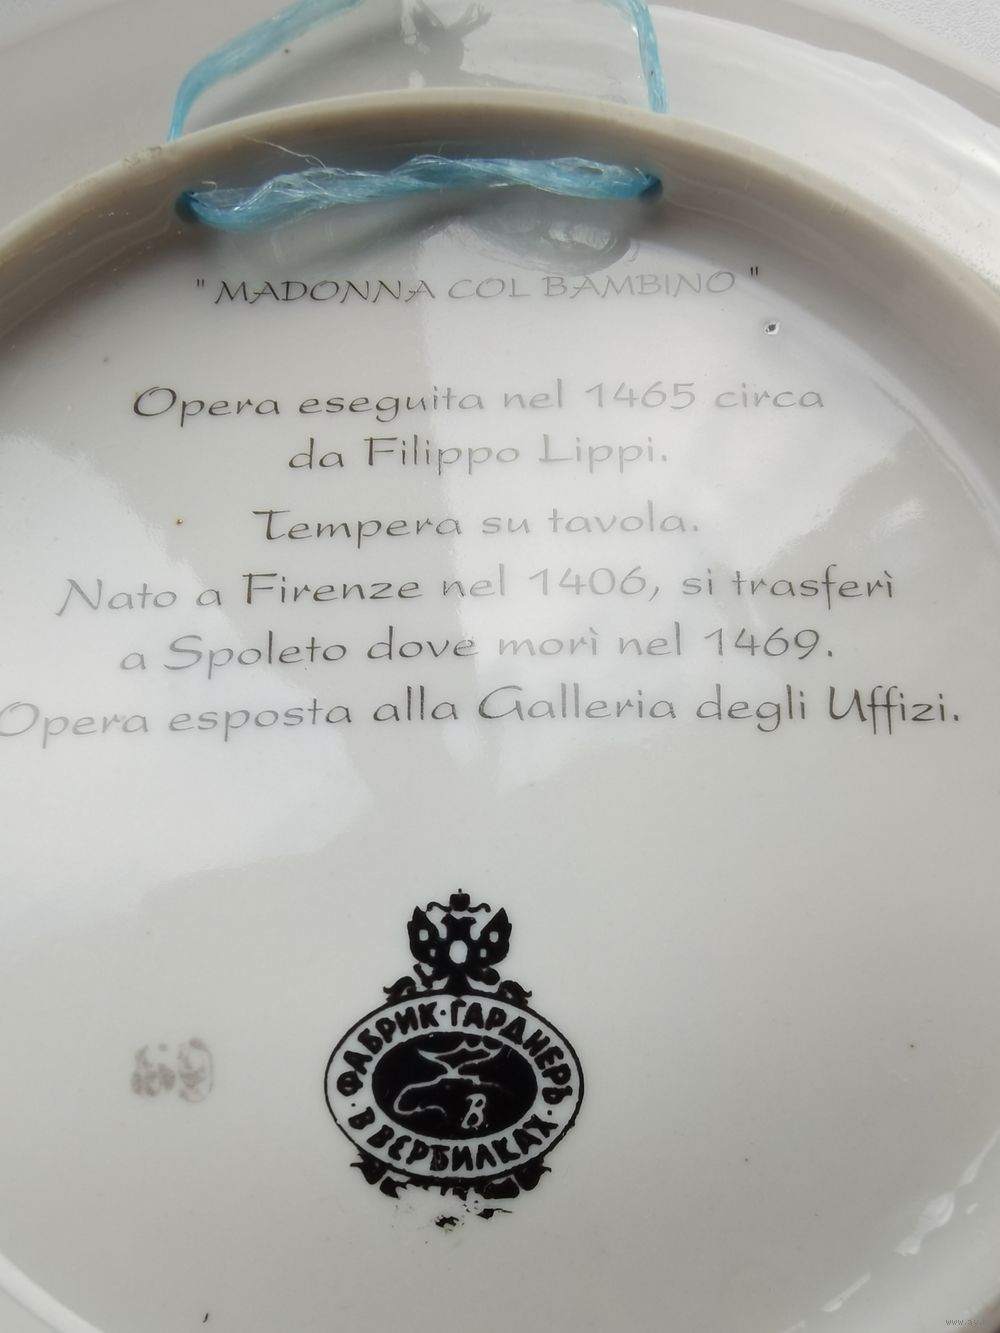 "MADONNA COL BAMBINO"
Opera eseguita nel 1465 circa
da Filippo Lippi.
Tempera su tavola.
Nato a Firenze nel 1406, si trasferì
a Spoleto dove morì nel 1469.
Opera esposta alla Galleria degli Uffizi.
ФАБРИК·ГАРДНЕРЪ·
В ВЕРБИЛКАХ·
В